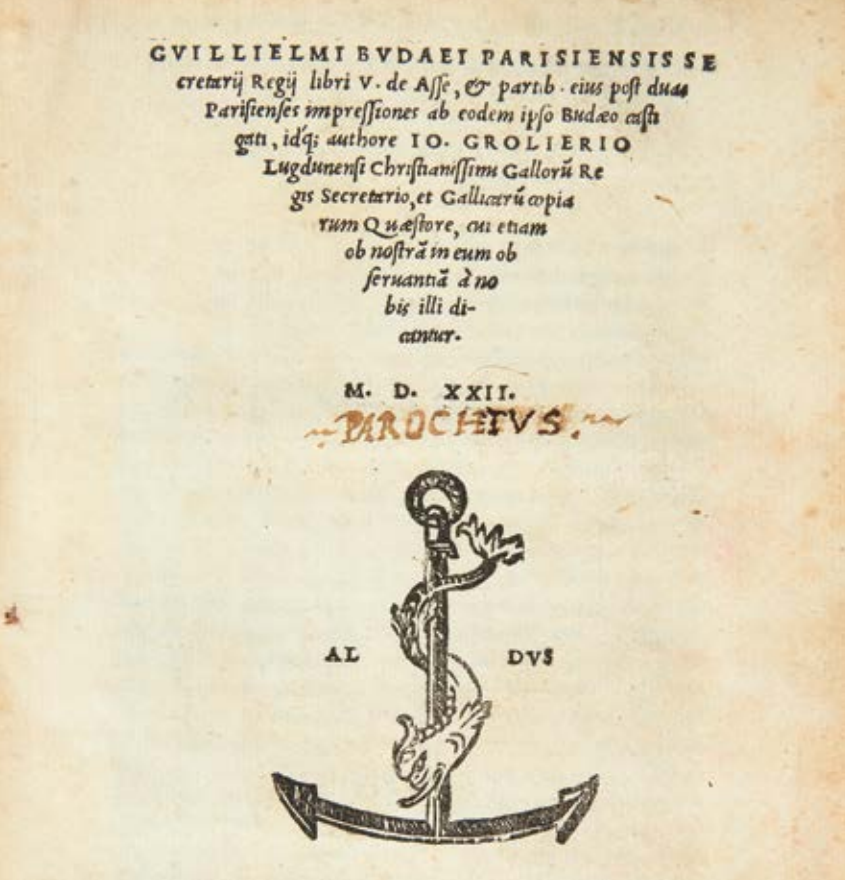 GVILLIELMI BVDAEI PARISIENSIS SE
cretarij Regij libri V. de Asse, & partib. eius post duas
Parisienses impressiones ab eodem ipso Budæo casti
gati, idq; authore IO. GROLIERIO
Lugdunensi Christianissimi Gallorũ Re
gis Secretario, et Gallicarũ copia
rum Quæstore, cui etiam
ob nostrã in eum ob
seruantiã à no
bis illi di-
cantur.
M. D. XXII.
PAROCHTVS.
AL DVS